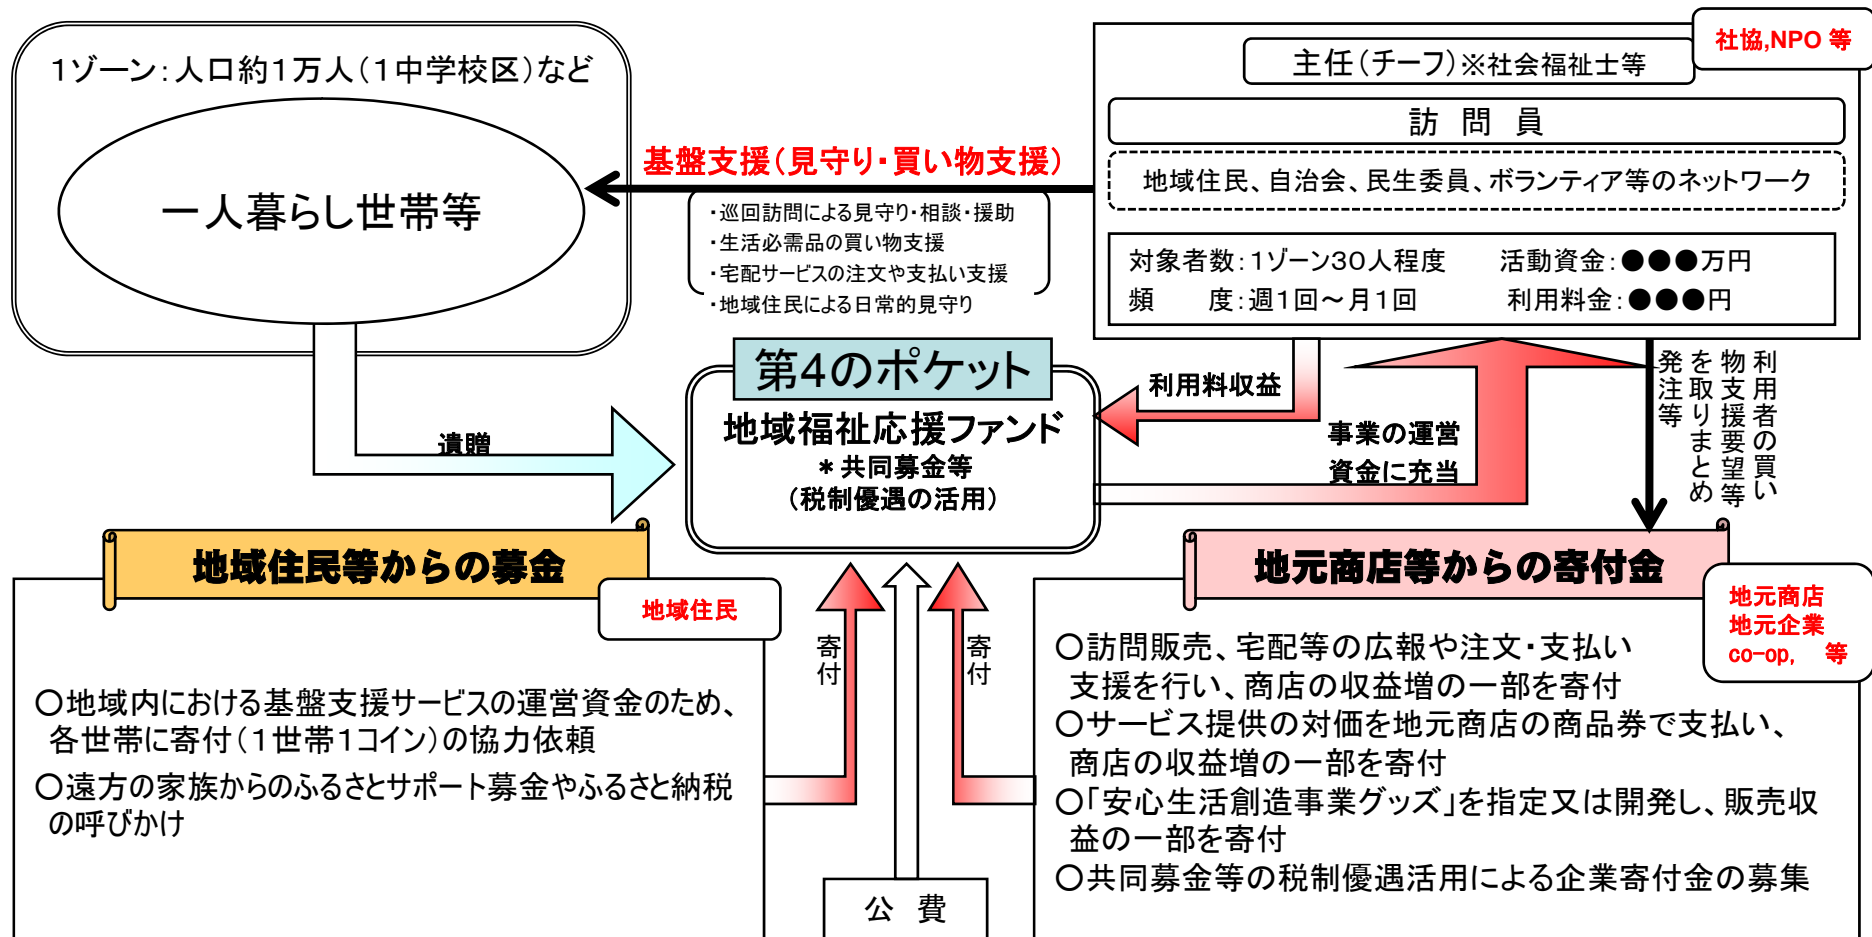 1ゾーン:人口約1万人(1中学校区)など
一人暮らし世帯等
基盤支援(見守り・買い物支援)
・巡回訪問による見守り・相談・援助
・生活必需品の買い物支援
・宅配サービスの注文や支払い支援
・地域住民による日常的見守り
社協,NPO 等
主任(チーフ)※社会福祉士等
訪 問 員
地域住民、自治会、民生委員、ボランティア等のネットワーク
対象者数:1ゾーン30人程度 活動資金:●●●万円
頻 度:週1回~月1回 利用料金:●●●円
第4のポケット
地域福祉応援ファンド
*共同募金等
(税制優遇の活用)
遺贈
利用料収益
事業の運営
資金に充当
利用者の買い
物支援要望等
を取りまとめ
発注等
地域住民等からの募金
地域住民
○地域内における基盤支援サービスの運営資金のため、
各世帯に寄付(1世帯1コイン)の協力依頼
○遠方の家族からのふるさとサポート募金やふるさと納税
の呼びかけ
寄付
寄付
公 費
地元商店等からの寄付金
地元商店
地元企業
co-op, 等
○訪問販売、宅配等の広報や注文・支払い
支援を行い、商店の収益増の一部を寄付
○サービス提供の対価を地元商店の商品券で支払い、
商店の収益増の一部を寄付
○「安心生活創造事業グッズ」を指定又は開発し、販売収
益の一部を寄付
○共同募金等の税制優遇活用による企業寄付金の募集